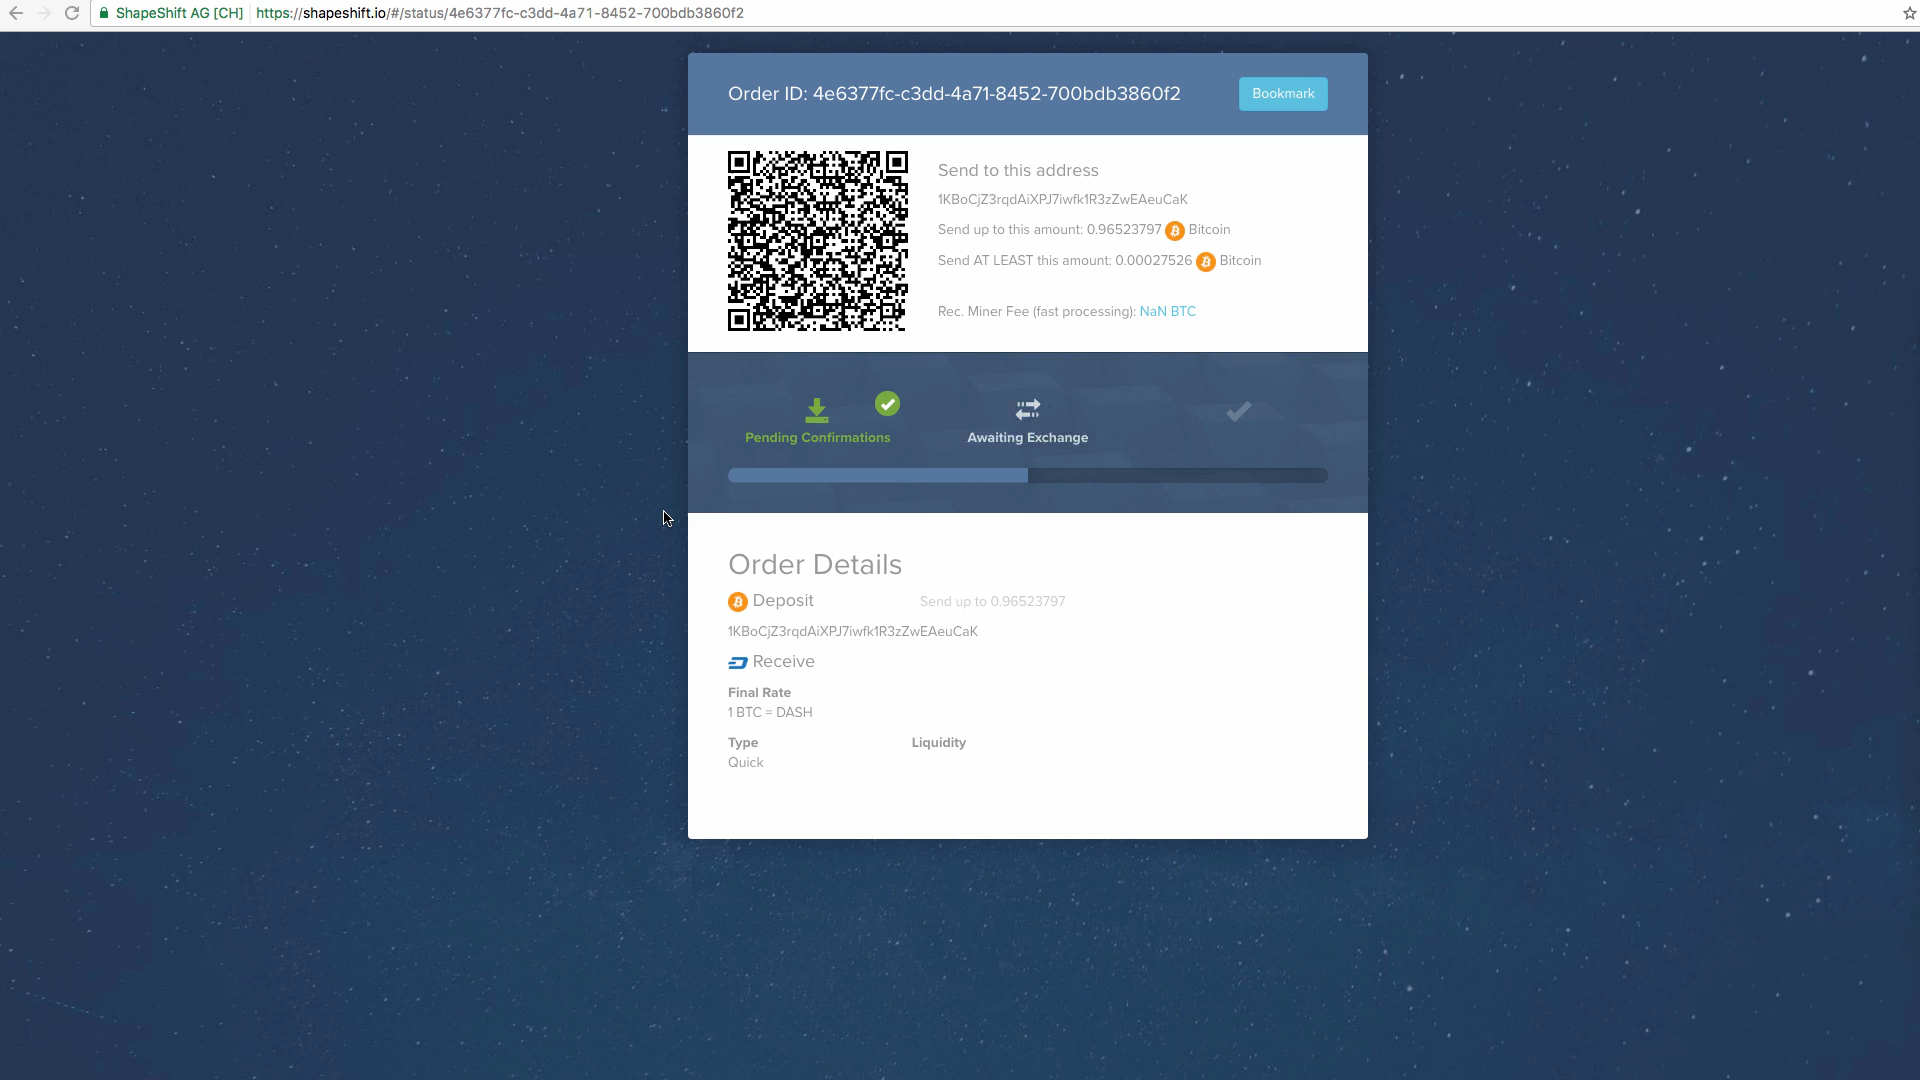 ShapeShift AG [CH] https://shapeshift.io/#/status/4e6377fc-c3dd-4a71-8452-700bdb3860f2
Order ID: 4e6377fc-c3dd-4a71-8452-700bdb3860f2
Bookmark
Send to this address
1KBoCjZ3rqdAiXPJ7iwfk1R3zZwEAeuCaK
Send up to this amount: 0.96523797 Bitcoin
Send AT LEAST this amount: 0.00027526 Bitcoin
Rec. Miner Fee (fast processing): NaN BTC
Pending Confirmations
Awaiting Exchange
Order Details
Deposit Send up to 0.96523797
1KBoCjZ3rqdAiXPJ7iwfk1R3zZwEAeuCaK
Receive
Final Rate
1 BTC = DASH
Type Liquidity
Quick